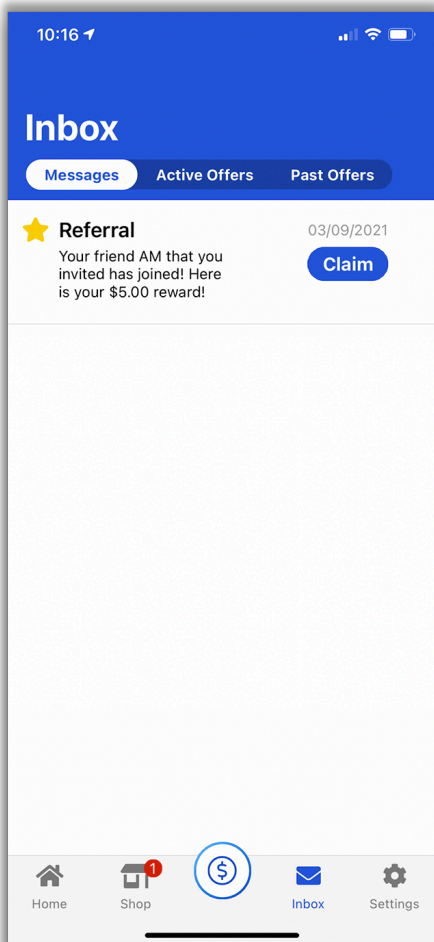 10:16
Inbox
Messages Active Offers Past Offers
Referral 03/09/2021
Your friend AM that you
invited has joined! Here
is your $5.00 reward!
Claim
1
$
Home Shop Inbox Settings